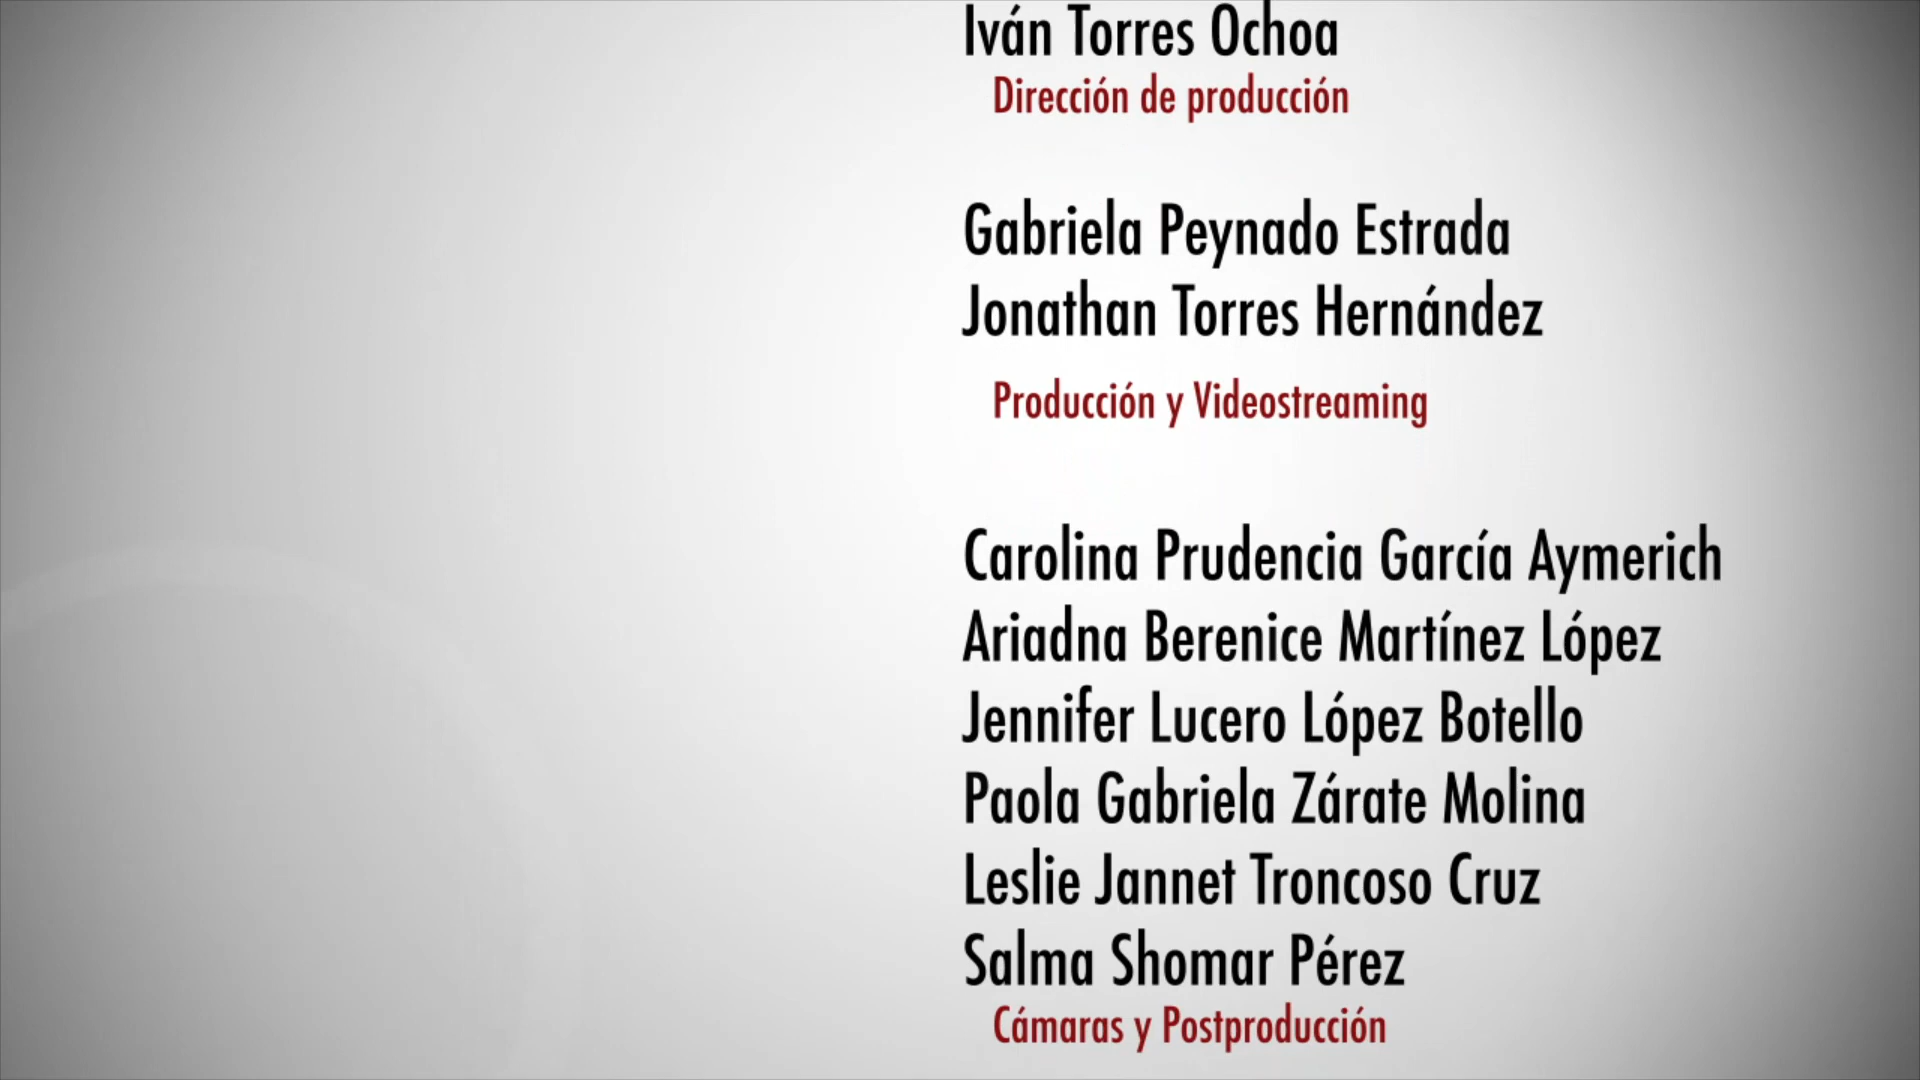 Iván Torres Ochoa
Dirección de producción
Gabriela Peynado Estrada
Jonathan Torres Hernández
Producción y Videostreaming
Carolina Prudencia García Aymerich
Ariadna Berenice Martínez López
Jennifer Lucero López Botello
Paola Gabriela Zárate Molina
Leslie Jannet Troncoso Cruz
Salma Shomar Pérez
Cámaras y Postproducción